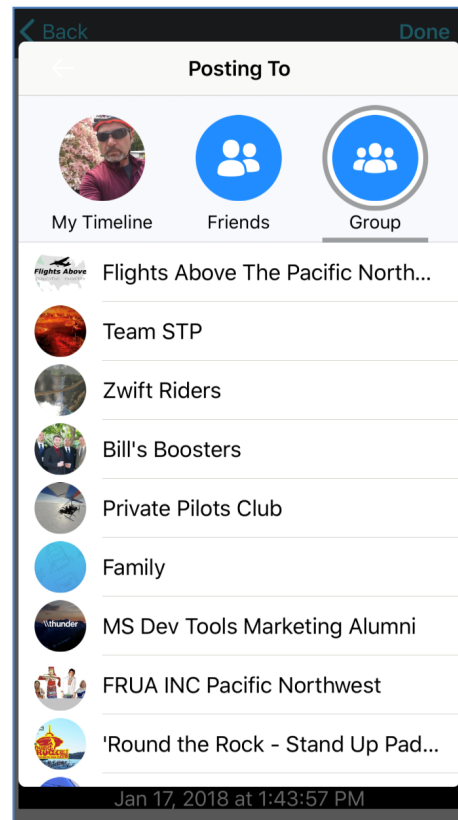 Back
Done
Posting To
My Timeline
Friends
Group
Flights Above
Flights Above The Pacific North...
Team STP
Zwift Riders
Bill's Boosters
Private Pilots Club
Family
\\thunder
MS Dev Tools Marketing Alumni
FRUA INC Pacific Northwest
'Round the Rock - Stand Up Pad...
Jan 17, 2018 at 1:43:57 PM